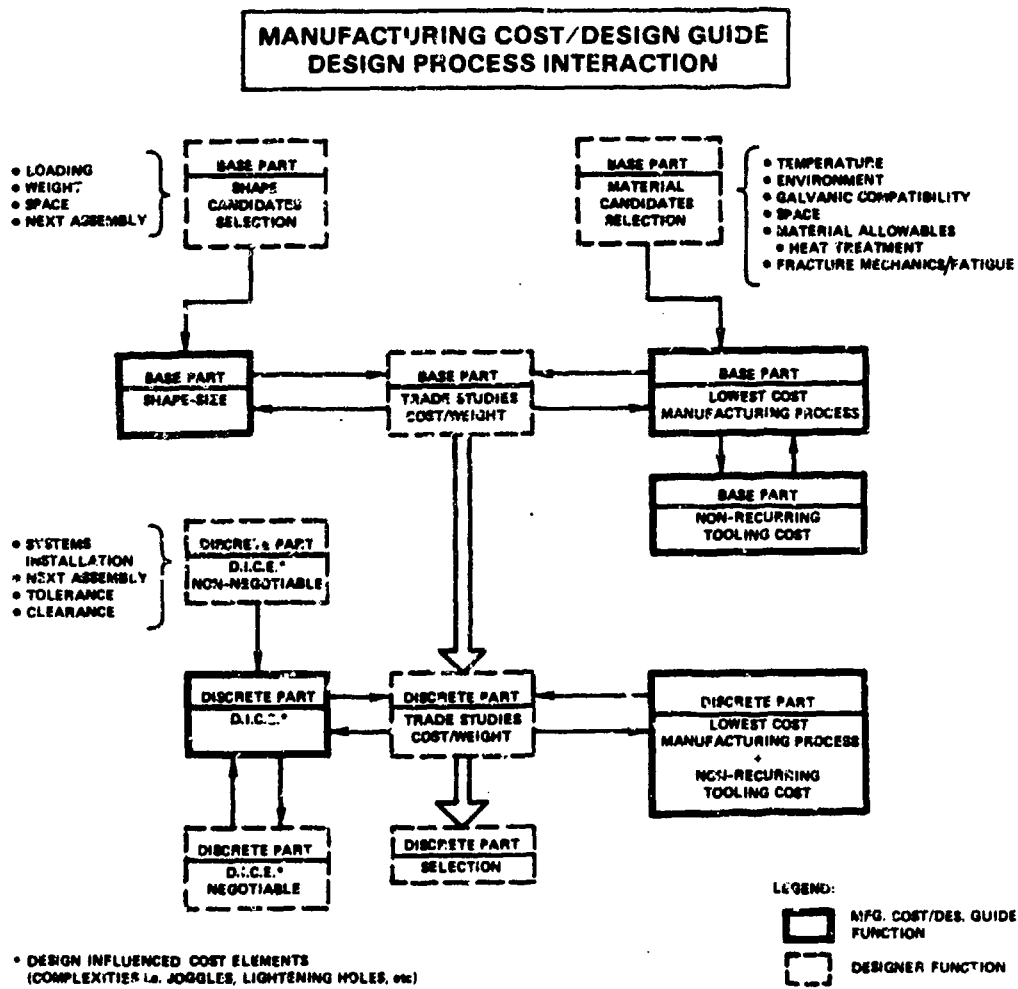 MANUFACTURING COST/DESIGN GUIDE
DESIGN PROCESS INTERACTION
• LOADING
• WEIGHT
• SPACE
• NEXT ASSEMBLY
BASE PART
SHAPE
CANDIDATES
SELECTION
BASE PART
MATERIAL
CANDIDATES
SELECTION
• TEMPERATURE
• ENVIRONMENT
• GALVANIC COMPATIBILITY
• SPACE
• MATERIAL ALLOWABLES
• HEAT TREATMENT
• FRACTURE MECHANICS/FATIGUE
BASE PART
SHAPE-SIZE
BASE PART
TRADE STUDIES
COST/WEIGHT
BASE PART
LOWEST COST
MANUFACTURING PROCESS
BASE PART
NON-RECURRING
TOOLING COST
• SYSTEMS
INSTALLATION
• NEXT ASSEMBLY
• TOLERANCE
• CLEARANCE
DISCRETE PART
D.I.C.E.*
NON-NEGOTIABLE
DISCRETE PART
D.I.C.E.*
DISCRETE PART
TRADE STUDIES
COST/WEIGHT
DISCRETE PART
LOWEST COST
MANUFACTURING PROCESS
+
NON-RECURRING
TOOLING COST
DISCRETE PART
D.I.C.E.*
NEGOTIABLE
DISCRETE PART
SELECTION
LEGEND:
MFG. COST/DES. GUIDE
FUNCTION
DESIGNER FUNCTION
* DESIGN INFLUENCED COST ELEMENTS
(COMPLEXITIES i.e. JOGGLES, LIGHTENING HOLES, etc)